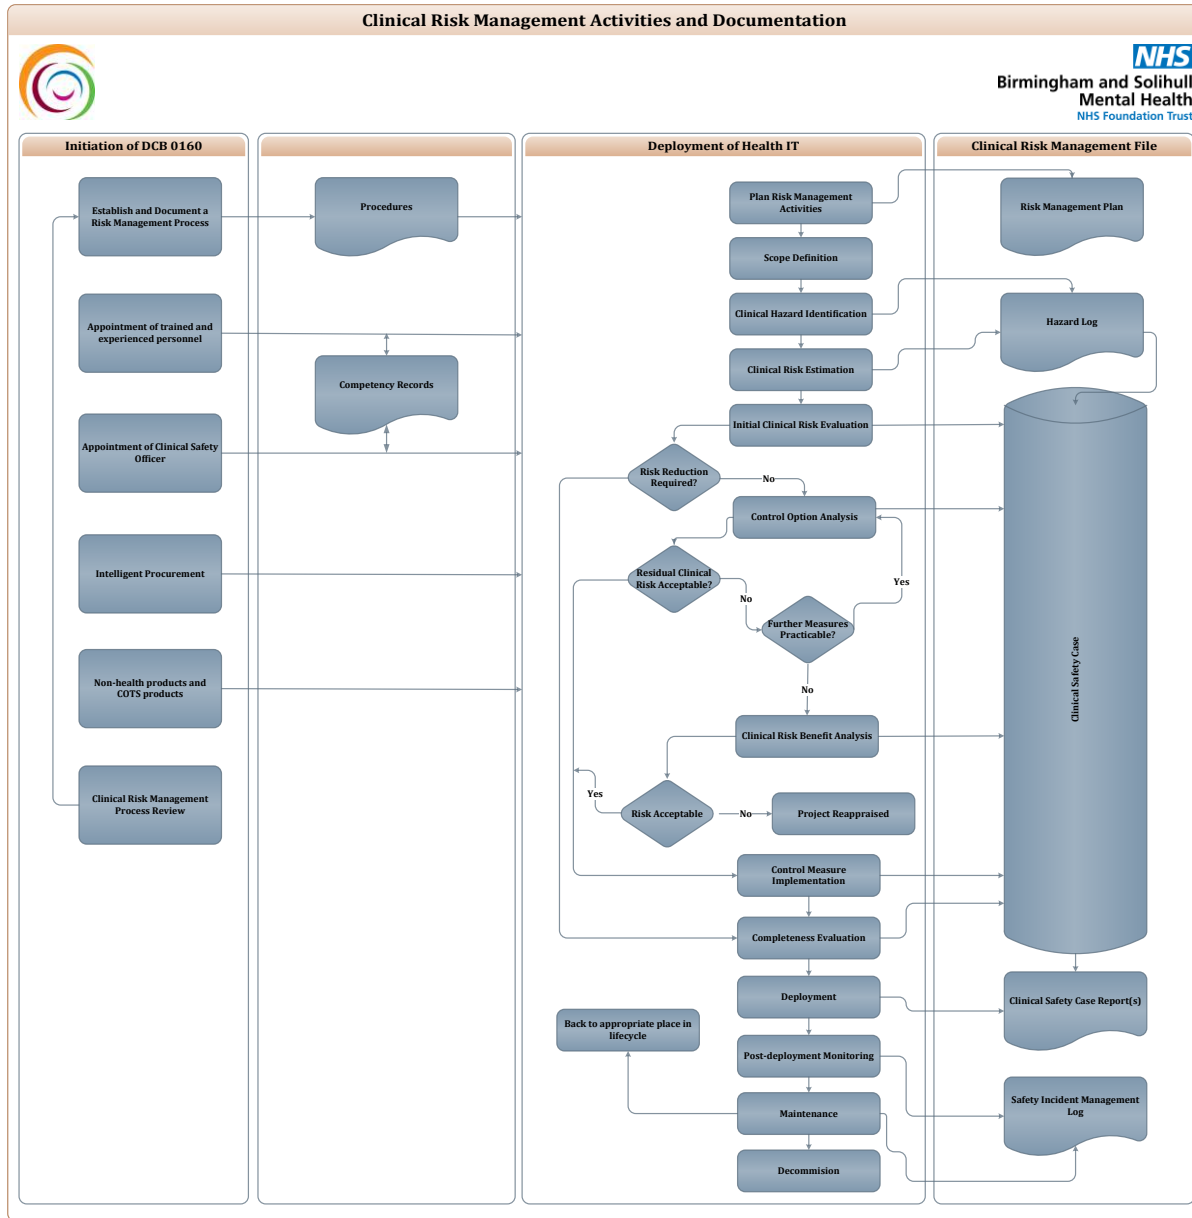 Clinical Risk Management Activities and Documentation
NHS
Birmingham and Solihull
Mental Health
NHS Foundation Trust
Initiation of DCB 0160
Establish and Document a
Risk Management Process
Appointment of trained and
experienced personnel
Appointment of Clinical Safety
Officer
Intelligent Procurement
Non-health products and
COTS products
Clinical Risk Management
Process Review
Procedures
Competency Records
Deployment of Health IT
Plan Risk Management
Activities
Scope Definition
Clinical Hazard Identification
Clinical Risk Estimation
Initial Clinical Risk Evaluation
Risk Reduction
Required?
No
Control Option Analysis
Residual Clinical
Risk Acceptable?
No
Yes
Further Measures
Practicable?
No
Clinical Risk Benefit Analysis
Yes
Risk Acceptable
No
Project Reappraised
Control Measure
Implementation
Completeness Evaluation
Deployment
Back to appropriate place in
lifecycle
Post-deployment Monitoring
Maintenance
Decommision
Clinical Risk Management File
Risk Management Plan
Hazard Log
Clinical Safety Case
Clinical Safety Case Report(s)
Safety Incident Management
Log